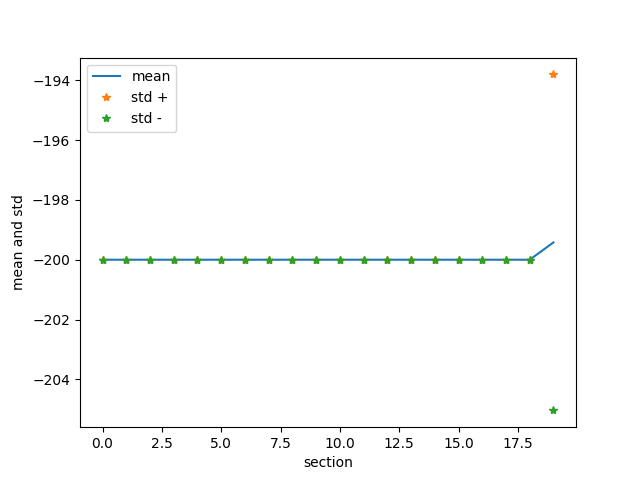 mean
std +
std -
−194
−196
−198
−200
−202
−204
mean and std
0.0 2.5 5.0 7.5 10.0 12.5 15.0 17.5
section